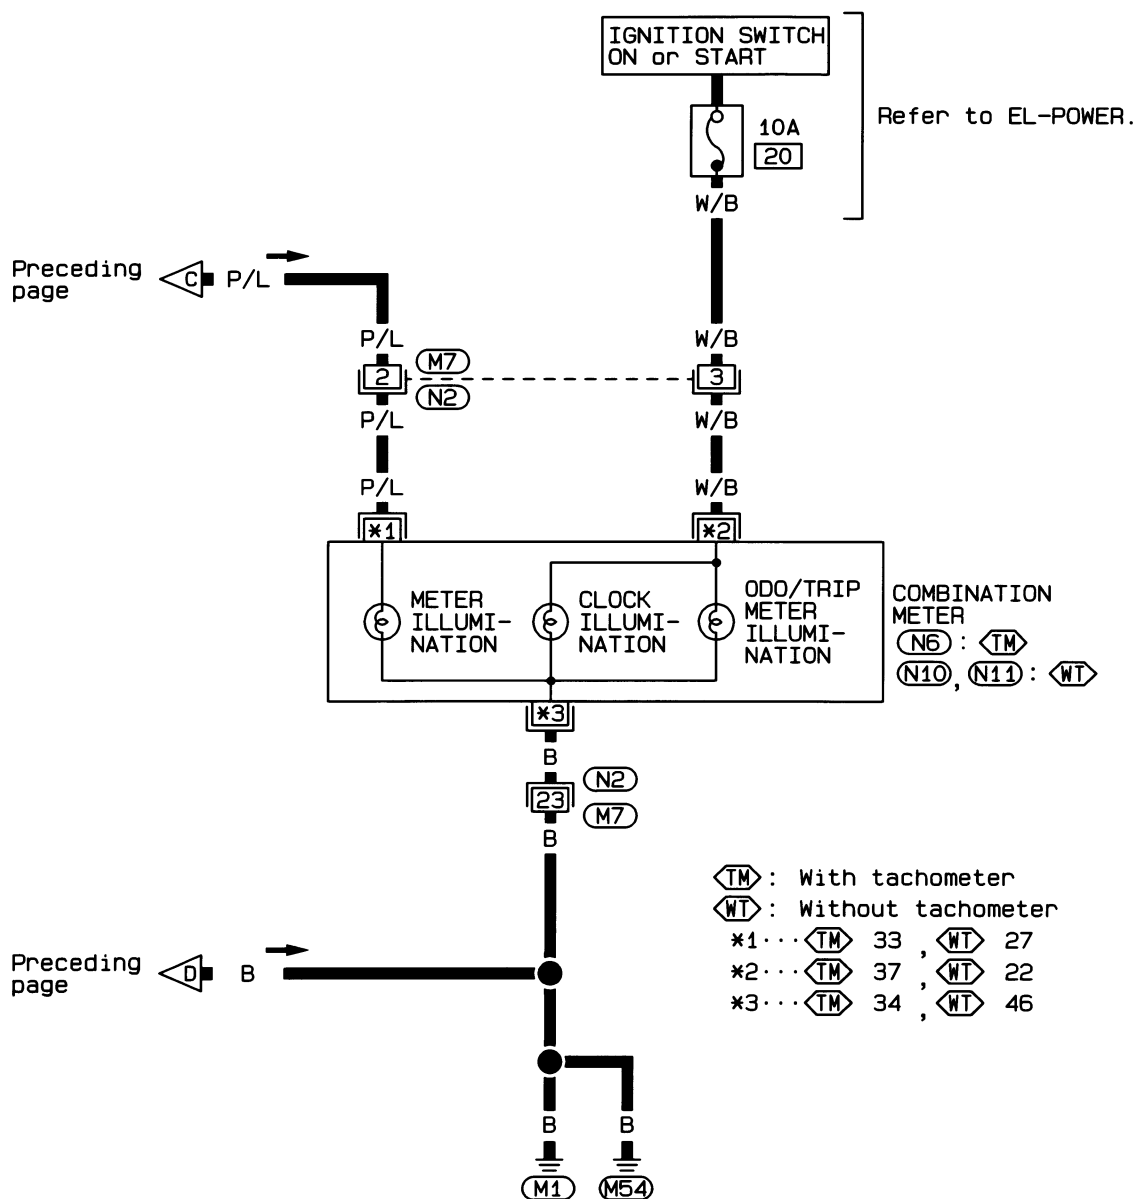 IGNITION SWITCH
ON or START
Refer to EL-POWER.
10A
20
W/B
Preceding
page
C
P/L
P/L
W/B
2
M7
N2
3
P/L
W/B
P/L
W/B
*1
*2
METER
ILLUMI-
NATION
CLOCK
ILLUMI-
NATION
ODO/TRIP
METER
ILLUMI-
NATION
COMBINATION
METER
N6 : TM
N10, N11 : WT
*3
B
23
N2
M7
B
TM : With tachometer
WT : Without tachometer
*1··· TM 33 , WT 27
*2··· TM 37 , WT 22
*3··· TM 34 , WT 46
Preceding
page
D
B
B
B
M1
M54